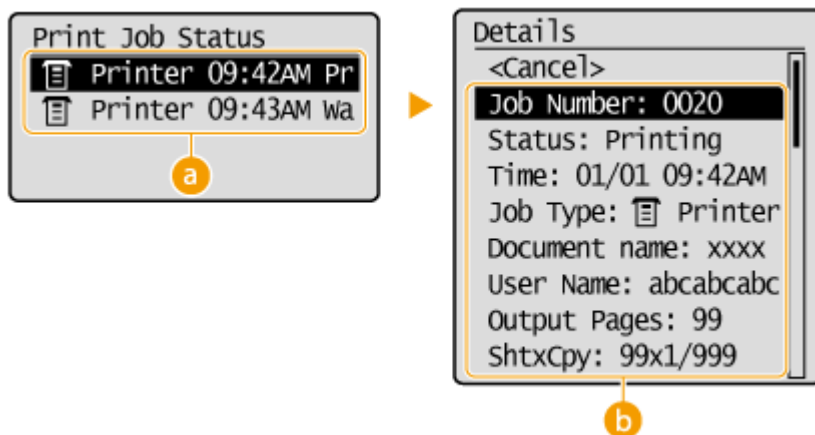 Print Job Status
Printer 09:42AM Pr
Printer 09:43AM Wa
a
Details
<Cancel>
Job Number: 0020
Status: Printing
Time: 01/01 09:42AM
Job Type: Printer
Document name: xxxx
User Name: abcabcabc
Output Pages: 99
ShtxCpy: 99x1/999
b